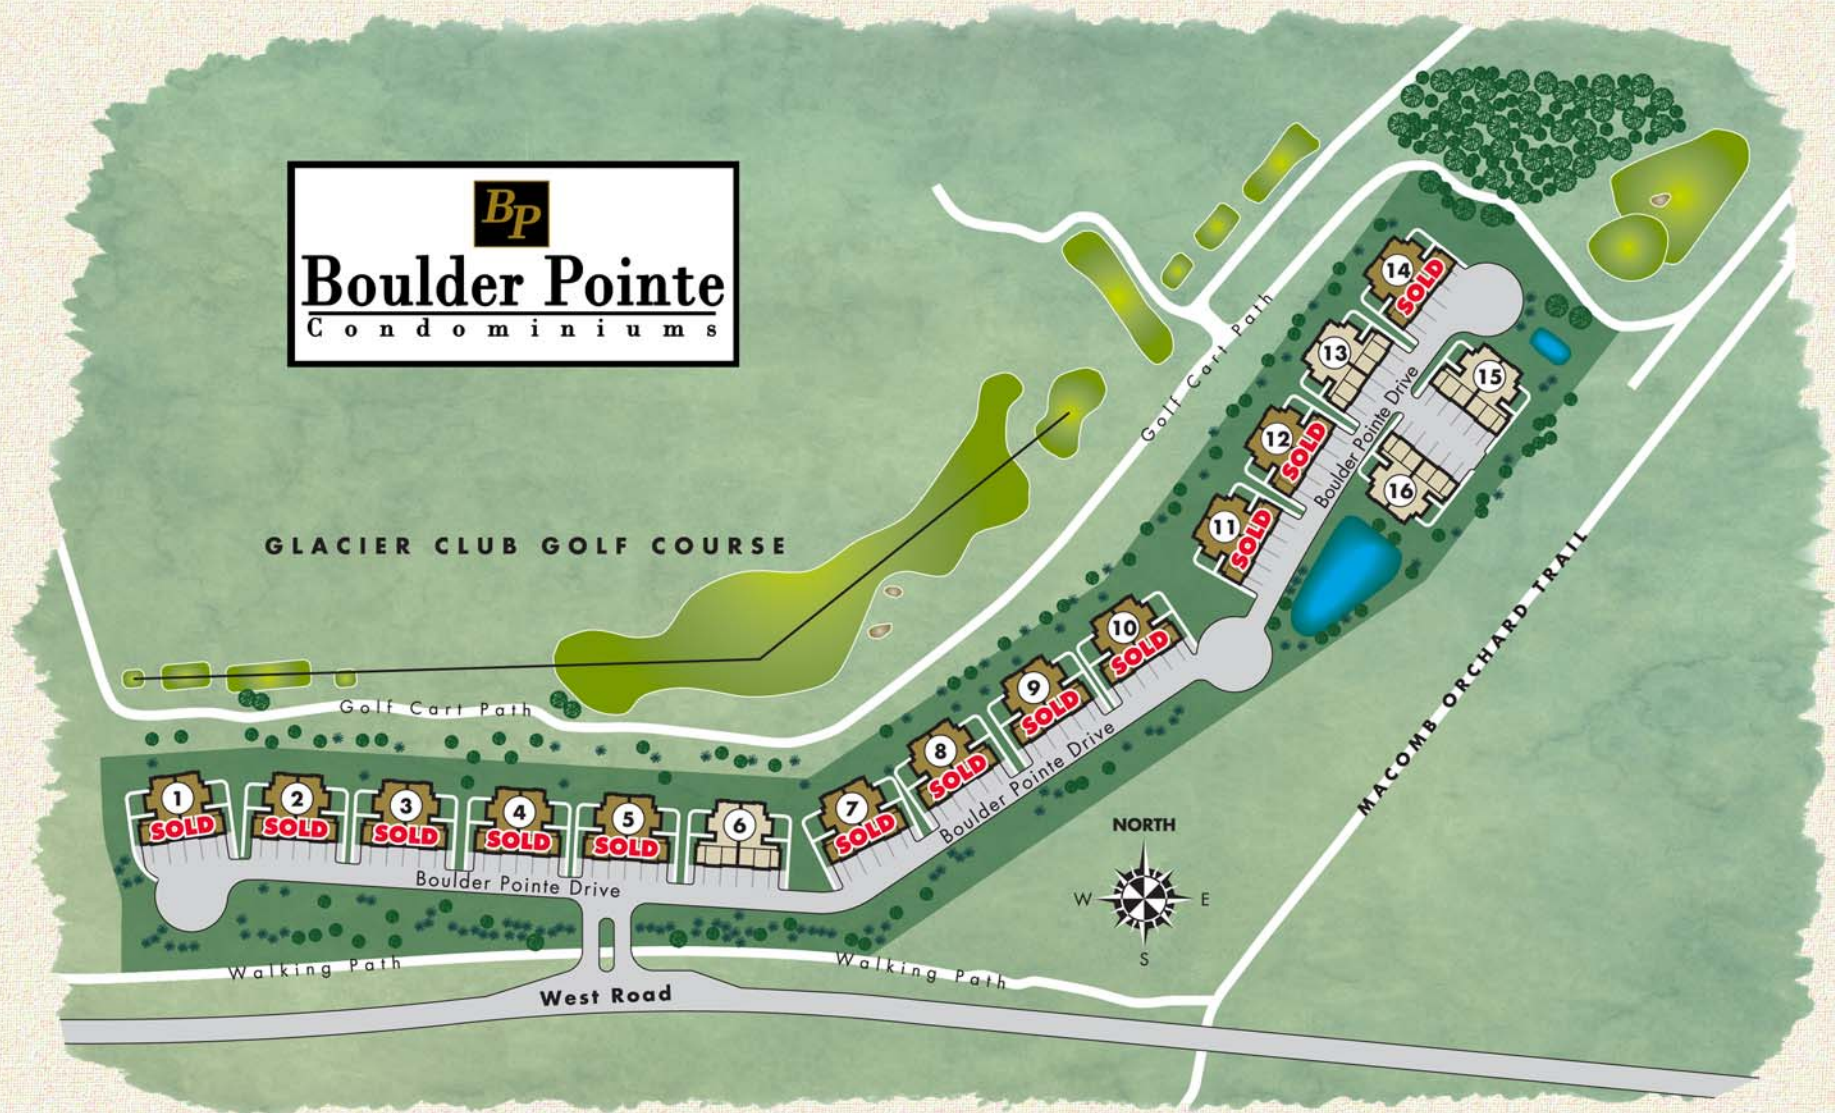 BP
Boulder Pointe
Condominiums
GLACIER CLUB GOLF COURSE
Golf Cart Path
Golf Cart Path
14
SOLD
13
15
12
SOLD
Boulder Pointe Drive
16
11
SOLD
10
SOLD
9
SOLD
8
SOLD
7
SOLD
Boulder Pointe Drive
MACOMB ORCHARD TRAIL
1
SOLD
2
SOLD
3
SOLD
4
SOLD
5
SOLD
6
Boulder Pointe Drive
NORTH
W
E
S
Walking Path
Walking Path
West Road